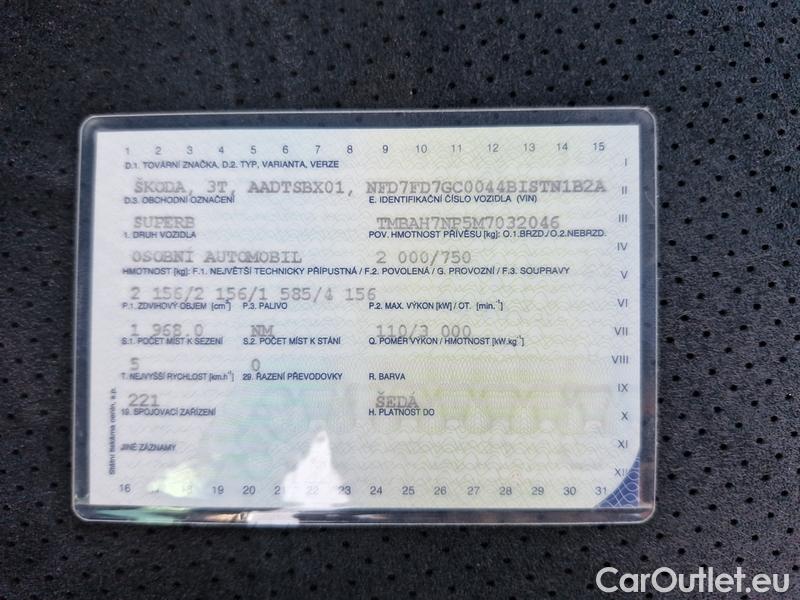 1 2 3 4 5 6 7 8 9 10 11 12 13 14 15
D.1. TOVÁRNÍ ZNAČKA, D.2. TYP, VARIANTA, VERZE I
ŠKODA, 3T, AADTSBX01, NFD7FD7GC0044BISTN1B2A II
D.3. OBCHODNÍ OZNAČENÍ E. IDENTIFIKAČNÍ ČÍSLO VOZIDLA (VIN)
SUPERB TMBAH7NP5M7032046 III
1. DRUH VOZIDLA POV. HMOTNOST PŘÍVĚSU [kg]: O.1.BRZD./O.2.NEBRZD.
OSOBNÍ AUTOMOBIL 2 000/750 IV
HMOTNOST [kg]: F.1. NEJVĚTŠÍ TECHNICKY PŘÍPUSTNÁ / F.2. POVOLENÁ / G. PROVOZNÍ / F.3. SOUPRAVY V
2 156/2 156/1 585/4 156
P.1. ZDVIHOVÝ OBJEM [cm³] P.3. PALIVO P.2. MAX. VÝKON [kW] / OT. [min.⁻¹] VI
1 968.0 NM 110/3 000 VII
S.1. POČET MÍST K SEZENÍ S.2. POČET MÍST K STÁNÍ Q. POMĚR VÝKON / HMOTNOST [kW.kg⁻¹]
5 0 VIII
T. NEJVYŠŠÍ RYCHLOST [km.h⁻¹] 29. ŘAZENÍ PŘEVODOVKY R. BARVA
221 ŠEDÁ IX
19. SPOJOVACÍ ZAŘÍZENÍ H. PLATNOST DO X
JINÉ ZÁZNAMY XI
XII
16 17 18 19 20 21 22 23 24 25 26 27 28 29 30 31
Státní tiskárna cenin, s.p.
CarOutlet.eu